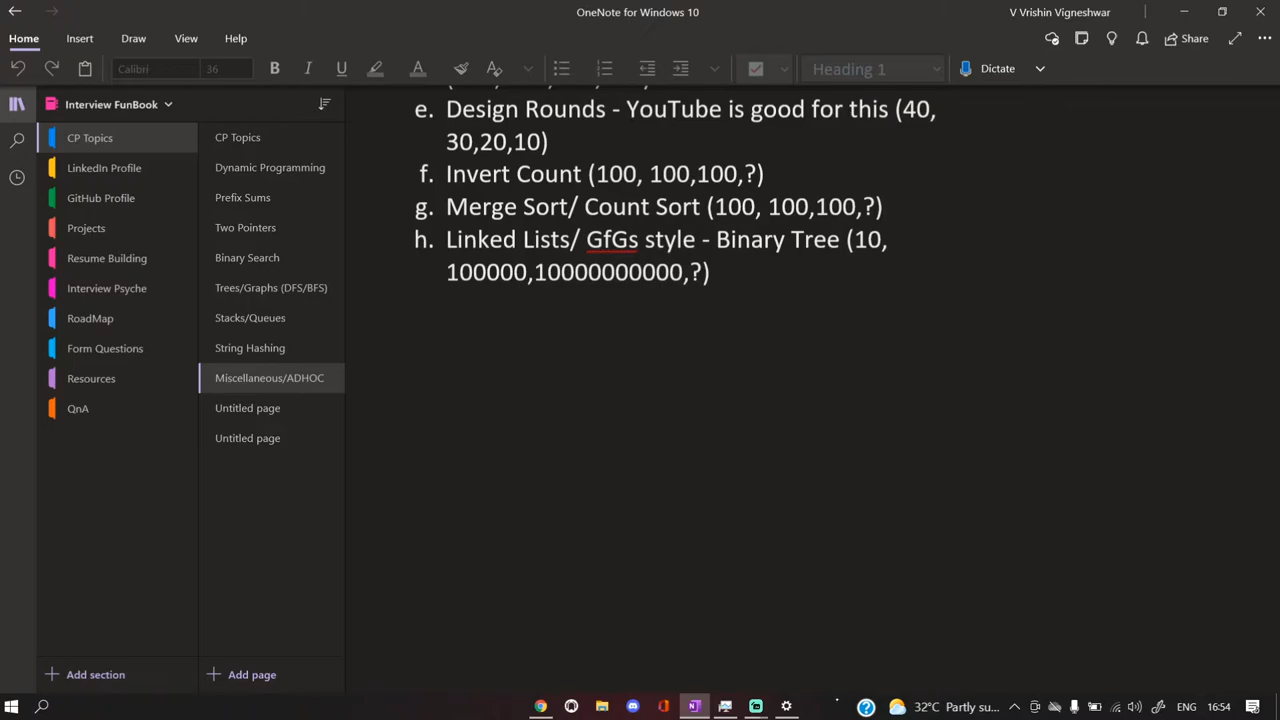 OneNote for Windows 10
V Vrishin Vigneshwar
Home
Insert
Draw
View
Help
Share
Calibri
36
B
I
U
A
A
Heading 1
Dictate
Interview FunBook
CP Topics
LinkedIn Profile
GitHub Profile
Projects
Resume Building
Interview Psyche
RoadMap
Form Questions
Resources
QnA
Add section
CP Topics
Dynamic Programming
Prefix Sums
Two Pointers
Binary Search
Trees/Graphs (DFS/BFS)
Stacks/Queues
String Hashing
Miscellaneous/ADHOC
Untitled page
Untitled page
Add page
e. Design Rounds - YouTube is good for this (40,
30,20,10)
f. Invert Count (100, 100,100,?)
g. Merge Sort/ Count Sort (100, 100,100,?)
h. Linked Lists/ GfGs style - Binary Tree (10,
100000,10000000000,?)
32°C Partly su...
ENG
16:54